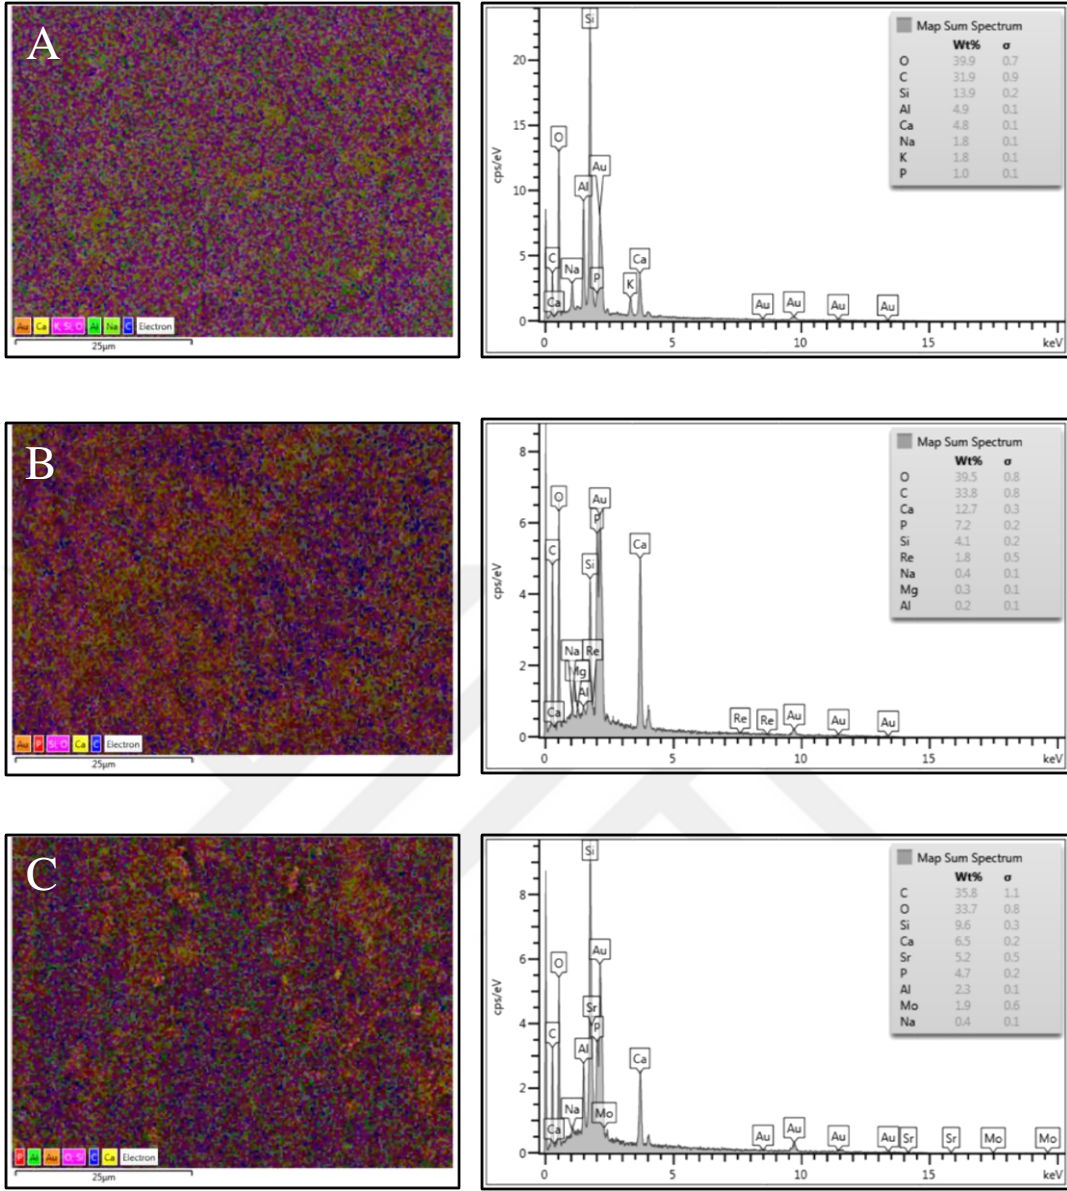 A
Au Ca K Si O Al Na C Electron
25µm
cps/eV
20
15
10
5
0
Si
O
Au
Al
C
Na
P
K
Ca
Ca
Au Au Au Au
0 5 10 15 keV
Map Sum Spectrum
Wt% σ
O 39.9 0.7
C 31.9 0.9
Si 13.9 0.2
Al 4.9 0.1
Ca 4.8 0.1
Na 1.8 0.1
K 1.8 0.1
P 1.0 0.1
B
Au P Si O Ca C Electron
25µm
cps/eV
8
6
4
2
0
O
Au
P
C
Si
Ca
Na Re
Mg
Al
Ca
Re Re Au Au Au
0 5 10 15 keV
Map Sum Spectrum
Wt% σ
O 39.5 0.8
C 33.8 0.8
Ca 12.7 0.3
P 7.2 0.2
Si 4.1 0.2
Re 1.8 0.5
Na 0.4 0.1
Mg 0.3 0.1
Al 0.2 0.1
C
P Al Au O Si C Ca Electron
25µm
cps/eV
8
6
4
2
0
Si
Au
O
Sr
C P
Al
Ca
Na Mo
Ca
Au Au Au Au Sr Sr Mo Mo
0 5 10 15 keV
Map Sum Spectrum
Wt% σ
C 35.8 1.1
O 33.7 0.8
Si 9.6 0.3
Ca 6.5 0.2
Sr 5.2 0.5
P 4.7 0.2
Al 2.3 0.1
Mo 1.9 0.6
Na 0.4 0.1